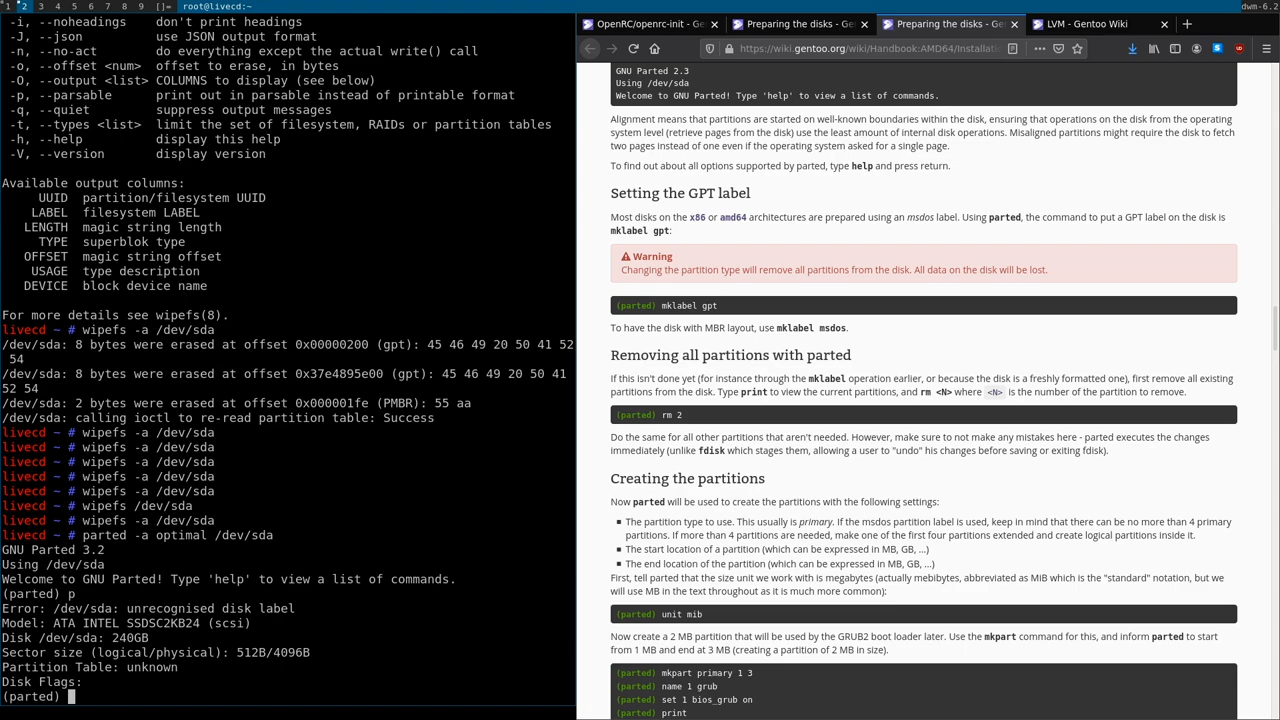 1 2 3 4 5 6 7 8 9 []= root@livecd:~ dwm-6.2
-i, --noheadings don't print headings
-J, --json use JSON output format
-n, --no-act do everything except the actual write() call
-o, --offset <num> offset to erase, in bytes
-O, --output <list> COLUMNS to display (see below)
-p, --parsable print out in parsable instead of printable format
-q, --quiet suppress output messages
-t, --types <list> limit the set of filesystem, RAIDs or partition tables
-h, --help display this help
-V, --version display version
Available output columns:
UUID partition/filesystem UUID
LABEL filesystem LABEL
LENGTH magic string length
TYPE superblok type
OFFSET magic string offset
USAGE type description
DEVICE block device name
For more details see wipefs(8).
livecd ~ # wipefs -a /dev/sda
/dev/sda: 8 bytes were erased at offset 0x00000200 (gpt): 45 46 49 20 50 41 52
54
/dev/sda: 8 bytes were erased at offset 0x37e4895e00 (gpt): 45 46 49 20 50 41
52 54
/dev/sda: 2 bytes were erased at offset 0x000001fe (PMBR): 55 aa
/dev/sda: calling ioctl to re-read partition table: Success
livecd ~ # wipefs -a /dev/sda
livecd ~ # wipefs -a /dev/sda
livecd ~ # wipefs -a /dev/sda
livecd ~ # wipefs -a /dev/sda
livecd ~ # wipefs -a /dev/sda
livecd ~ # wipefs /dev/sda
livecd ~ # wipefs -a /dev/sda
livecd ~ # parted -a optimal /dev/sda
GNU Parted 3.2
Using /dev/sda
Welcome to GNU Parted! Type 'help' to view a list of commands.
(parted) p
Error: /dev/sda: unrecognised disk label
Model: ATA INTEL SSDSC2KB24 (scsi)
Disk /dev/sda: 240GB
Sector size (logical/physical): 512B/4096B
Partition Table: unknown
Disk Flags:
(parted)
OpenRC/openrc-init - Ge
Preparing the disks - Ge
Preparing the disks - Ge
LVM - Gentoo Wiki
https://wiki.gentoo.org/wiki/Handbook:AMD64/Installati
GNU Parted 2.3
Using /dev/sda
Welcome to GNU Parted! Type 'help' to view a list of commands.
Alignment means that partitions are started on well-known boundaries within the disk, ensuring that operations on the disk from the operating
system level (retrieve pages from the disk) use the least amount of internal disk operations. Misaligned partitions might require the disk to fetch
two pages instead of one even if the operating system asked for a single page.
To find out about all options supported by parted, type help and press return.
Setting the GPT label
Most disks on the x86 or amd64 architectures are prepared using an msdos label. Using parted, the command to put a GPT label on the disk is
mklabel gpt:
Warning
Changing the partition type will remove all partitions from the disk. All data on the disk will be lost.
(parted) mklabel gpt
To have the disk with MBR layout, use mklabel msdos.
Removing all partitions with parted
If this isn't done yet (for instance through the mklabel operation earlier, or because the disk is a freshly formatted one), first remove all existing
partitions from the disk. Type print to view the current partitions, and rm <N> where <N> is the number of the partition to remove.
(parted) rm 2
Do the same for all other partitions that aren't needed. However, make sure to not make any mistakes here - parted executes the changes
immediately (unlike fdisk which stages them, allowing a user to "undo" his changes before saving or exiting fdisk).
Creating the partitions
Now parted will be used to create the partitions with the following settings:
The partition type to use. This usually is primary. If the msdos partition label is used, keep in mind that there can be no more than 4 primary
partitions. If more than 4 partitions are needed, make one of the first four partitions extended and create logical partitions inside it.
The start location of a partition (which can be expressed in MB, GB, ...)
The end location of the partition (which can be expressed in MB, GB, ...)
First, tell parted that the size unit we work with is megabytes (actually mebibytes, abbreviated as MiB which is the "standard" notation, but we
will use MB in the text throughout as it is much more common):
(parted) unit mib
Now create a 2 MB partition that will be used by the GRUB2 boot loader later. Use the mkpart command for this, and inform parted to start
from 1 MB and end at 3 MB (creating a partition of 2 MB in size).
(parted) mkpart primary 1 3
(parted) name 1 grub
(parted) set 1 bios_grub on
(parted) print